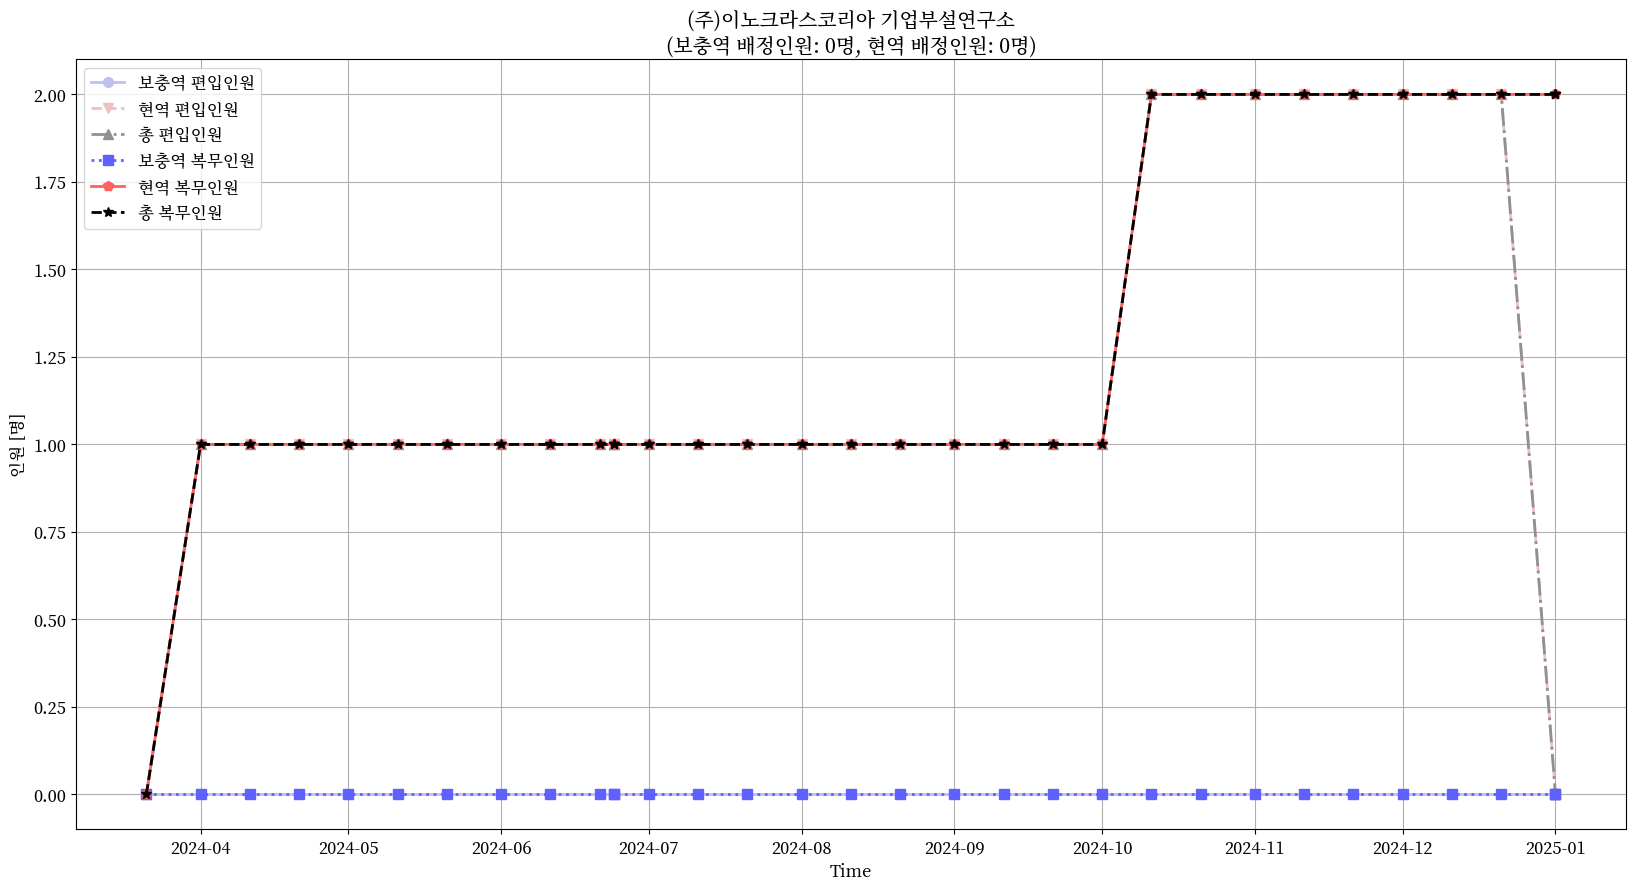 (주)이노크라스코리아 기업부설연구소
(보충역 배정인원: 0명, 현역 배정인원: 0명)
보충역 편입인원
현역 편입인원
총 편입인원
보충역 복무인원
현역 복무인원
총 복무인원
2.00
1.75
1.50
1.25
1.00
0.75
0.50
0.25
0.00
인원 [명]
2024-04 2024-05 2024-06 2024-07 2024-08 2024-09 2024-10 2024-11 2024-12 2025-01
Time